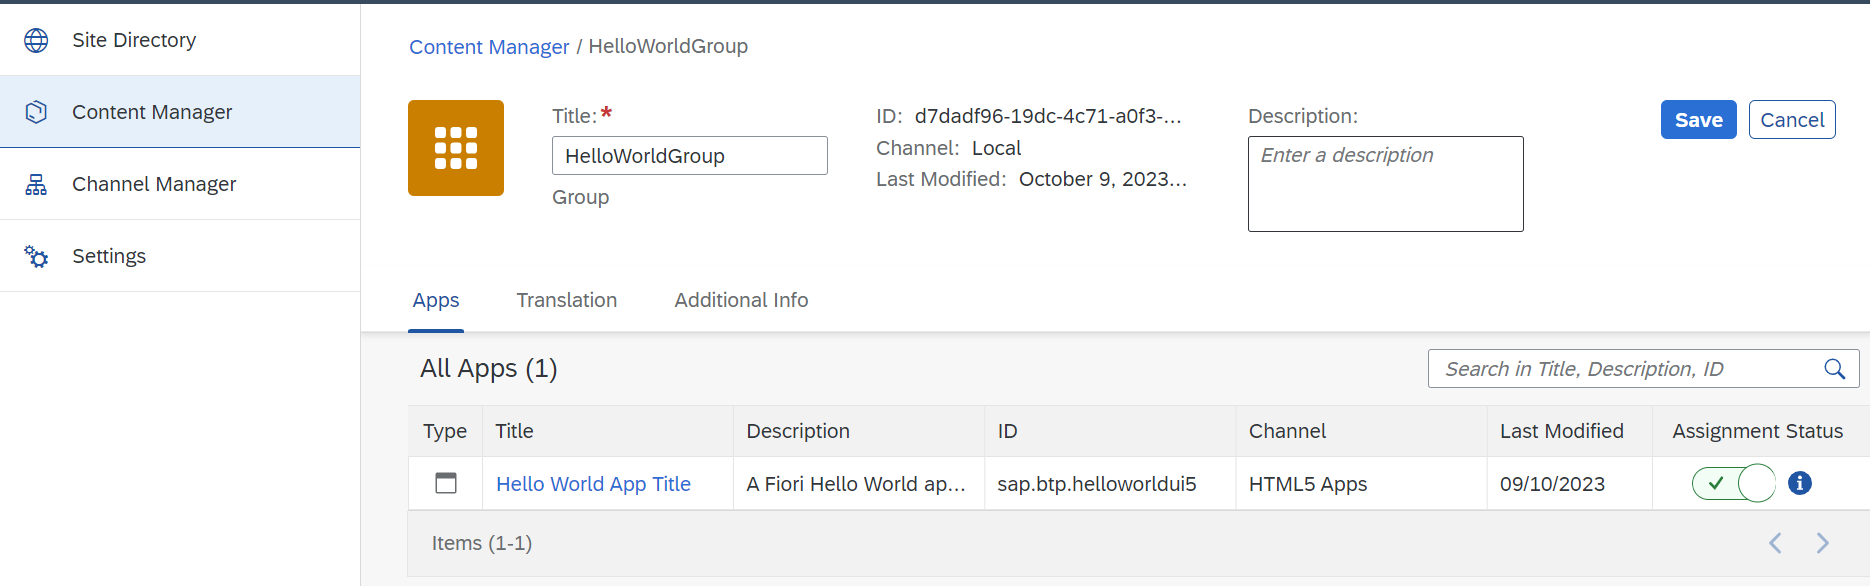 Site Directory
Content Manager
Channel Manager
Settings
Content Manager / HelloWorldGroup
Title:*
HelloWorldGroup
Group
ID: d7dadf96-19dc-4c71-a0f3-...
Channel: Local
Last Modified: October 9, 2023...
Description:
Enter a description
Save Cancel
Apps Translation Additional Info
All Apps (1)
Search in Title, Description, ID
Type Title Description ID Channel Last Modified Assignment Status
Hello World App Title A Fiori Hello World ap... sap.btp.helloworldui5 HTML5 Apps 09/10/2023
Items (1-1)